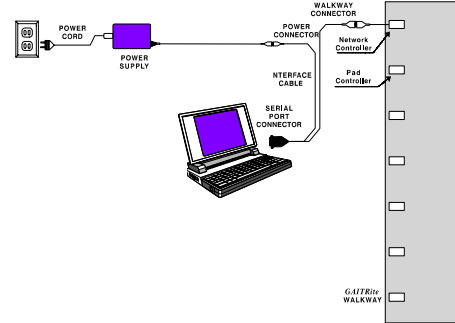 WALKWAY
CONNECTOR
POWER
CORD
POWER
CONNECTOR
Network
Controller
POWER
SUPPLY
Pad
Controller
NTERFACE
CABLE
SERIAL
PORT
CONNECTOR
GAITRite
WALKWAY